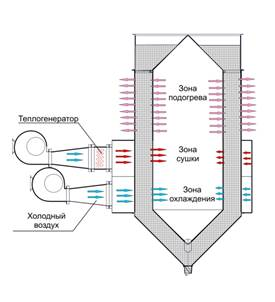 Зона
подогрева
Теплогенератор
Зона
сушки
Зона
охлаждения
Холодный
воздух